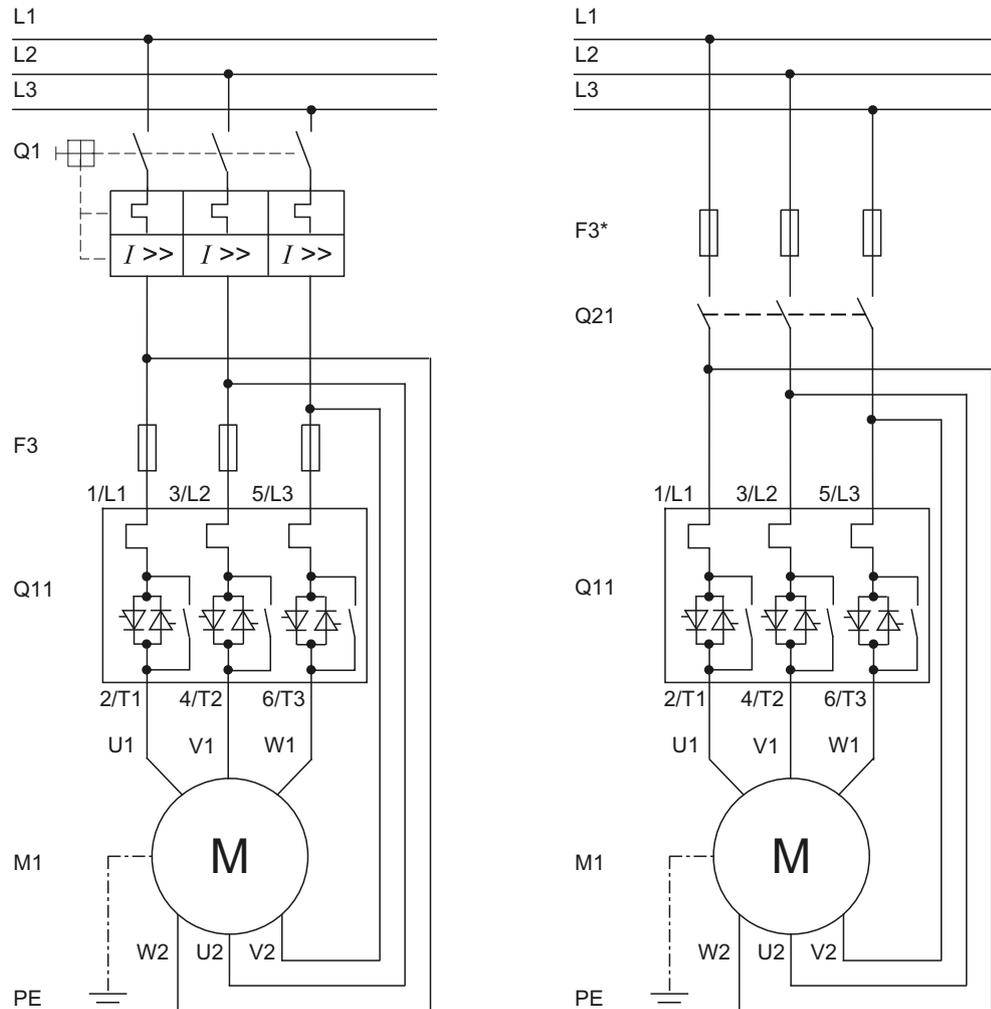 L1
L2
L3
Q1
I >> I >> I >>
F3
1/L1 3/L2 5/L3
Q11
2/T1 4/T2 6/T3
U1 V1 W1
M1
M
W2 U2 V2
PE
L1
L2
L3
F3*
Q21
1/L1 3/L2 5/L3
Q11
2/T1 4/T2 6/T3
U1 V1 W1
M1
M
W2 U2 V2
PE